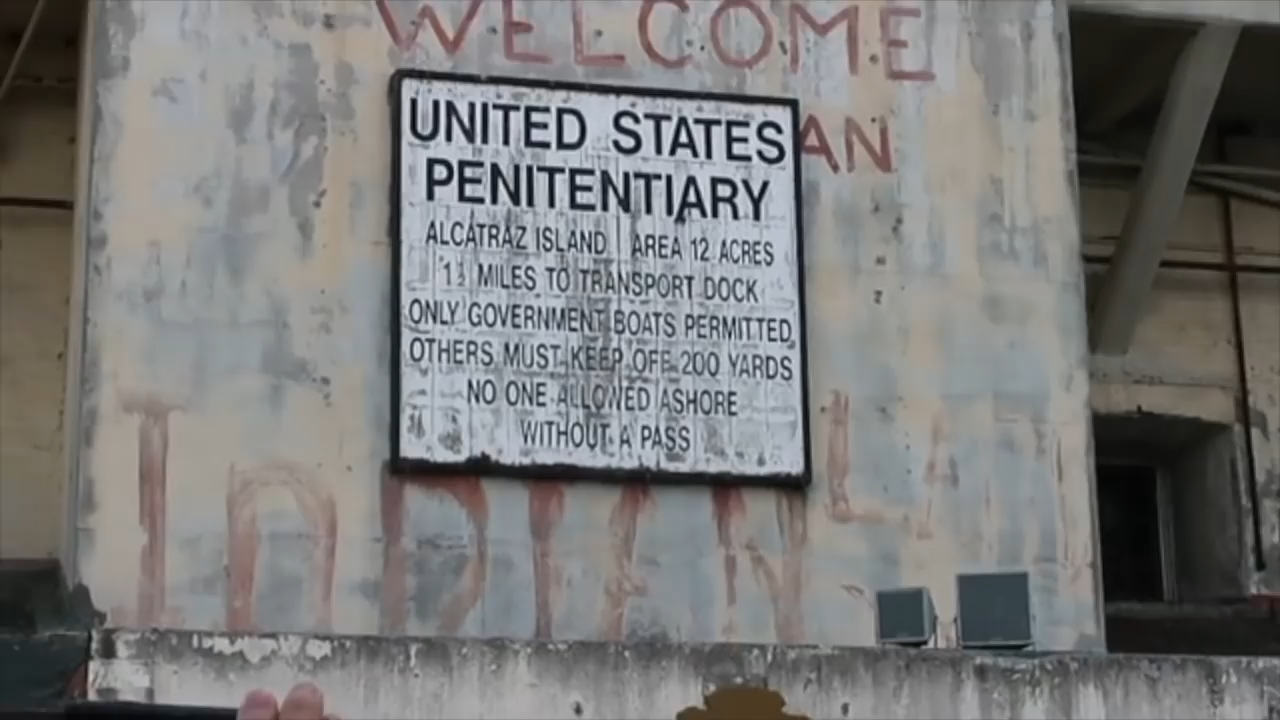 WELCOME
AN
UNITED STATES
PENITENTIARY
ALCATRAZ ISLAND AREA 12 ACRES
1½ MILES TO TRANSPORT DOCK
ONLY GOVERNMENT BOATS PERMITTED
OTHERS MUST KEEP OFF 200 YARDS
NO ONE ALLOWED ASHORE
WITHOUT A PASS
INDIAN